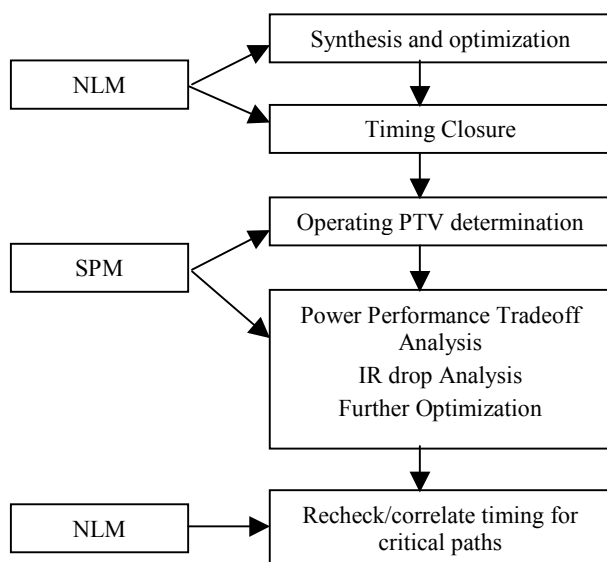 Synthesis and optimization
NLM
Timing Closure
Operating PTV determination
SPM
Power Performance Tradeoff
Analysis
IR drop Analysis
Further Optimization
NLM
Recheck/correlate timing for
critical paths